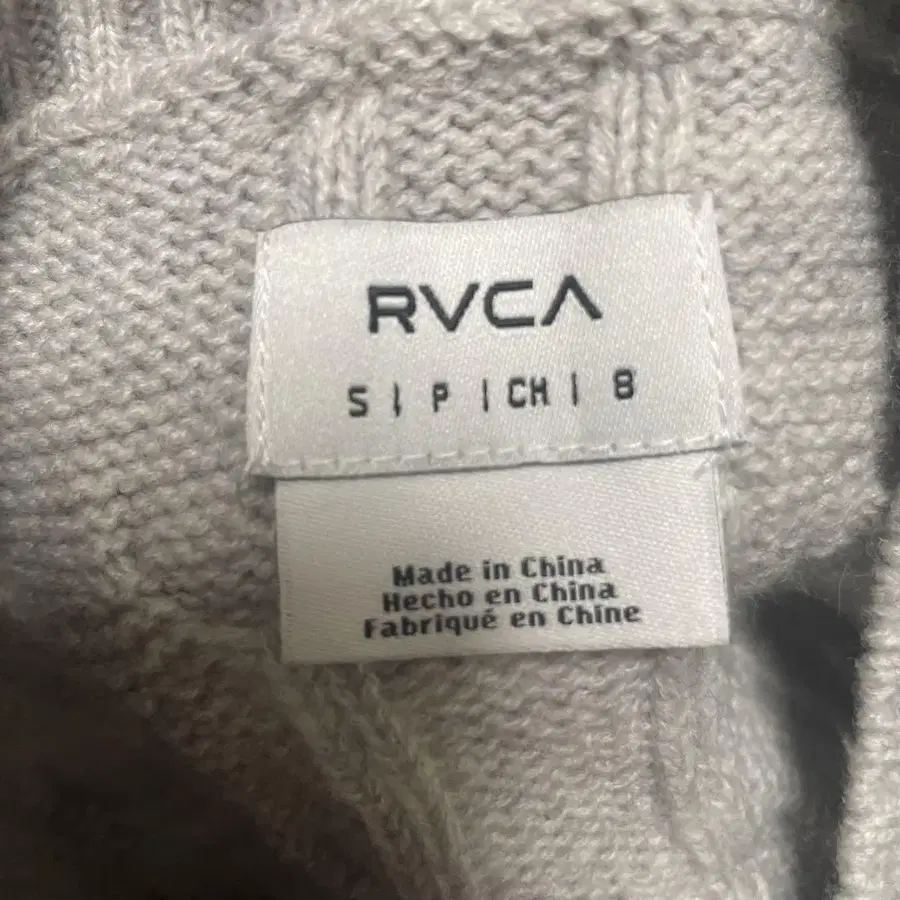 RVCA
S | P | CH | 8
Made in China
Hecho en China
Fabriqué en Chine